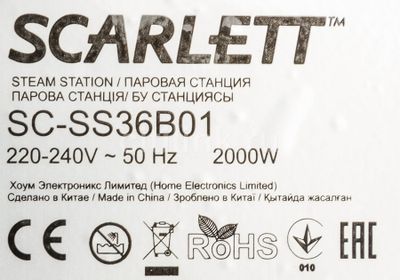 SCARLETT™
STEAM STATION / ПАРОВАЯ СТАНЦИЯ
ПАРОВА СТАНЦІЯ/ БУ СТАНЦИЯСЫ
SC-SS36B01
220-240V ~ 50 Hz 2000W
Хоум Электроникс Лимитед (Home Electronics Limited)
Сделано в Китае / Made in China / Зроблено в Китаї / Қытайда жасалған
CE RoHS 010 EAC